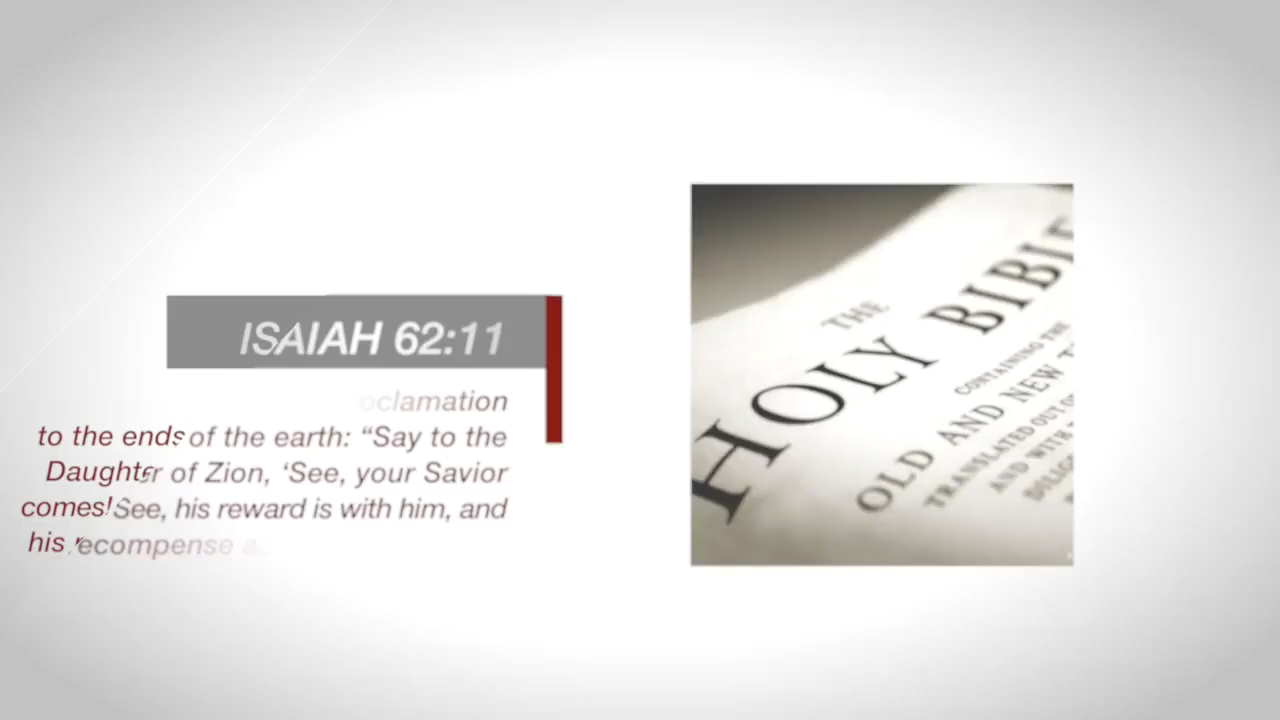 ISAIAH 62:11
to the ends of the earth: “Say to the
Daughter of Zion, ‘See, your Savior
comes! See, his reward is with him, and
his recompense
THE
HOLY BIBLE
CONTAINING THE
OLD AND NEW
TRANSLATED OUT OF
AND WITH